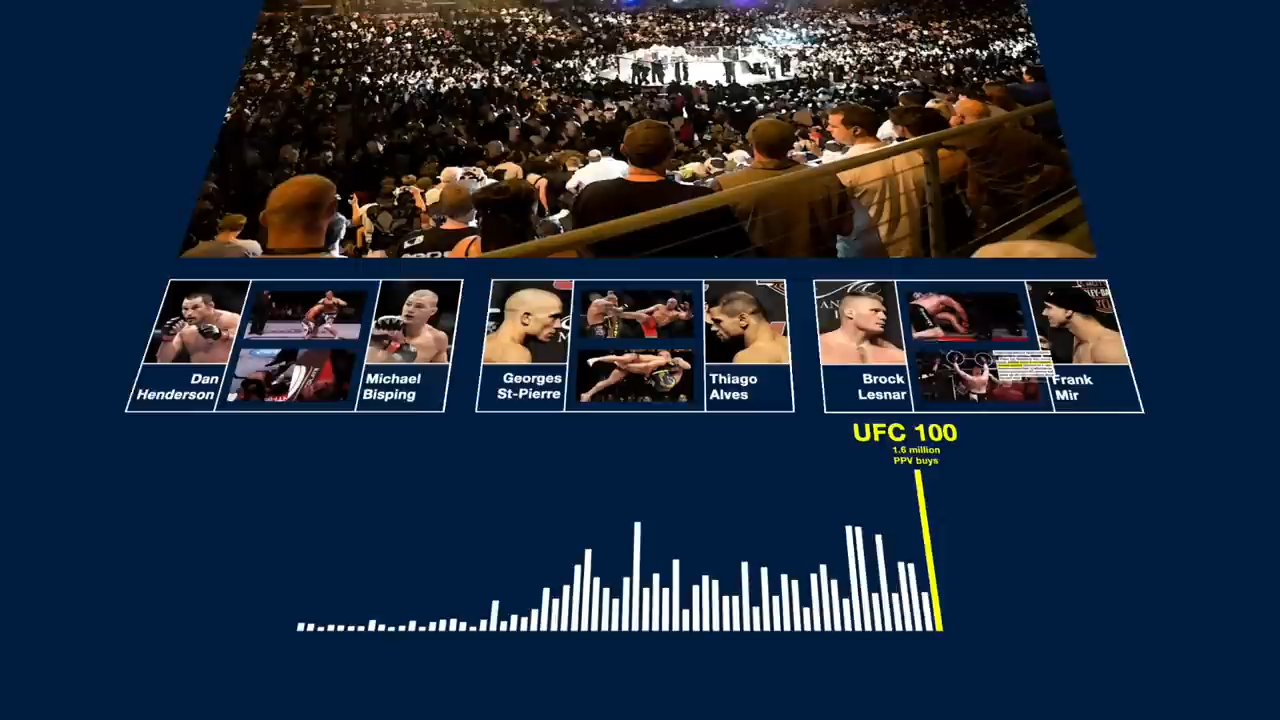 Dan
Henderson
Michael
Bisping
Georges
St-Pierre
Thiago
Alves
Brock
Lesnar
Frank
Mir
UFC 100
1.6 million
PPV buys